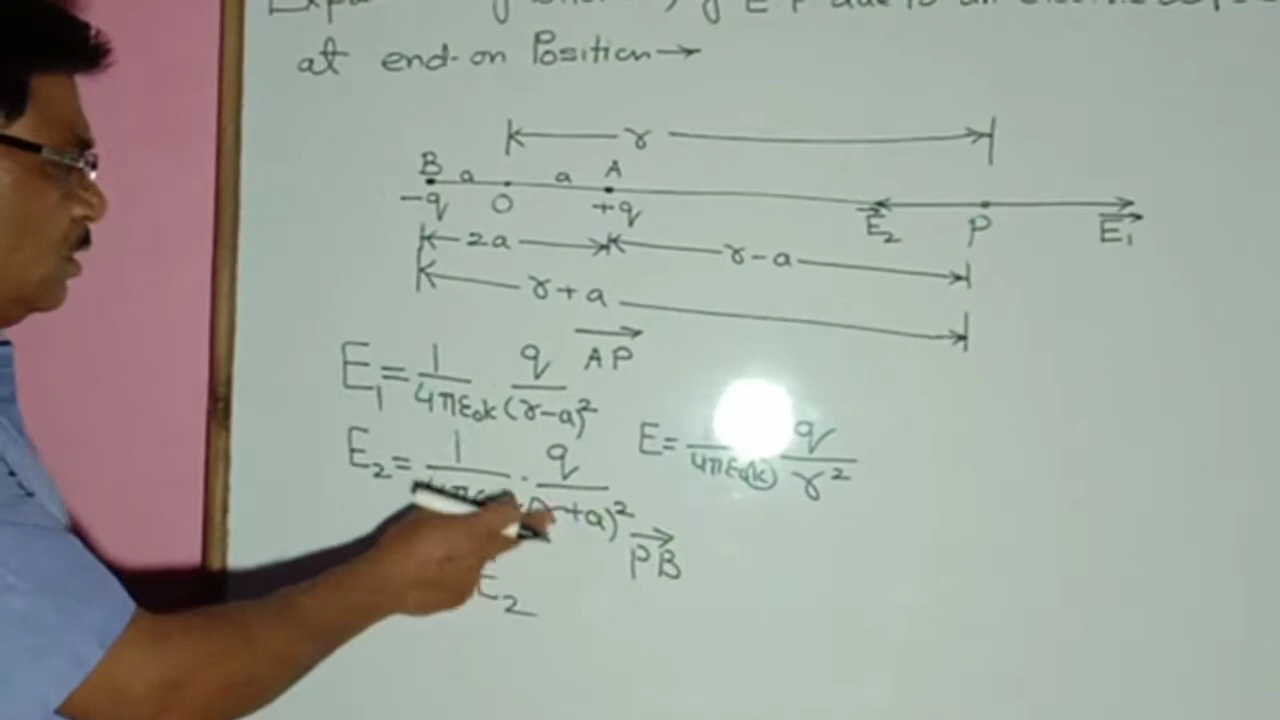 at end-on Position→
r
B a a A
-q O +q E₂ P E₁
2a r-a
r+a
E₁ = 1/4πε₀k q/(r-a)² AP
E = 1/4πε₀k q/r²
E₂ = 1/ · q/(r+a)² PB
E₂